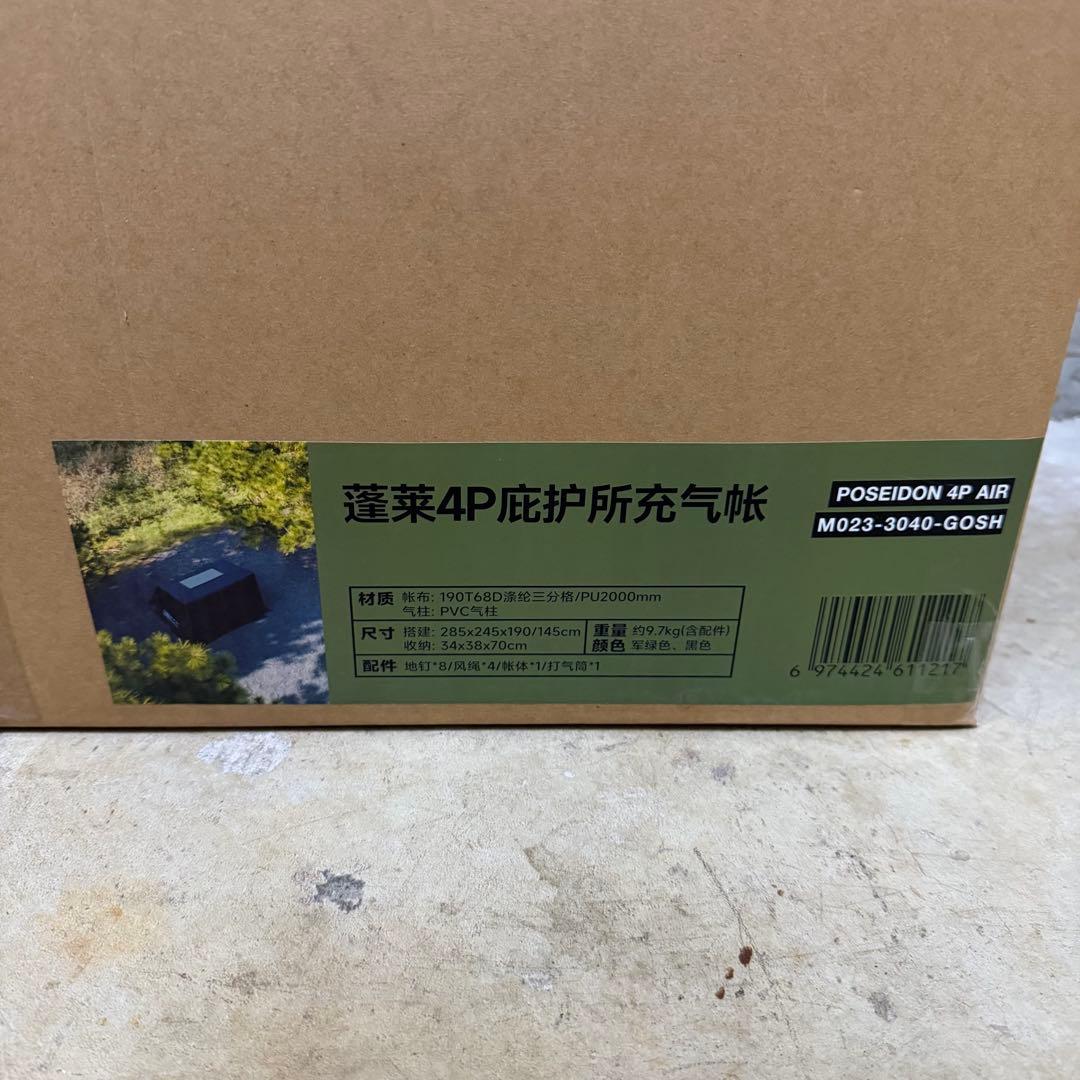 蓬莱4P庇护所充气帐
POSEIDON 4P AIR
M023-3040-GOSH
材质 帐布: 190T68D涤纶三分格/PU2000mm
气柱: PVC气柱
尺寸 搭建: 285x245x190/145cm
收纳: 34x38x70cm
重量 约9.7kg(含配件)
颜色 军绿色、黑色
配件 地钉*8/风绳*4/帐体*1/打气筒*1
6 974424 611217